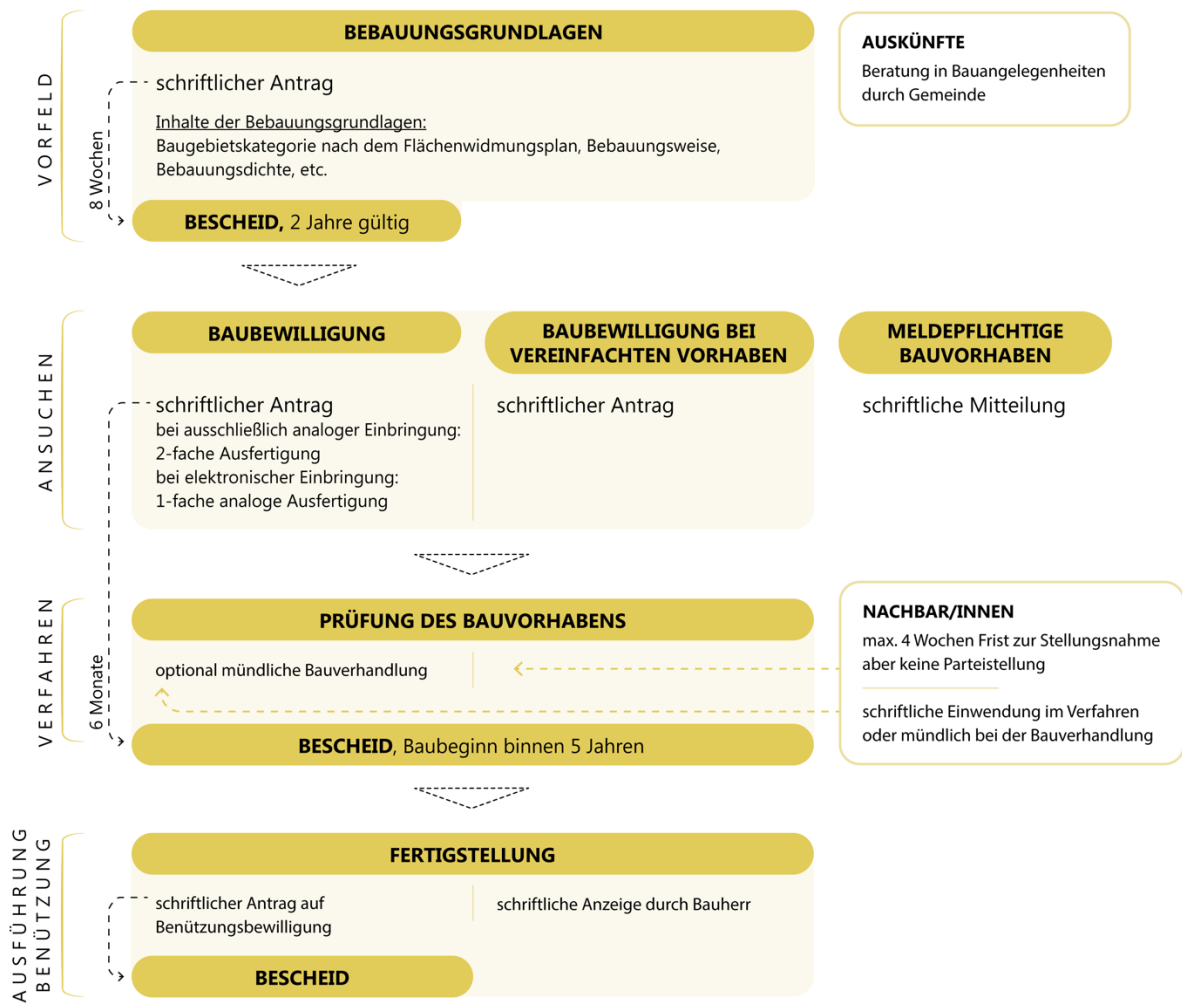 VORFELD
8 Wochen
BEBAUUNGSGRUNDLAGEN
schriftlicher Antrag
Inhalte der Bebauungsgrundlagen:
Baugebietskategorie nach dem Flächenwidmungsplan, Bebauungsweise,
Bebauungsdichte, etc.
BESCHEID, 2 Jahre gültig
AUSKÜNFTE
Beratung in Bauangelegenheiten
durch Gemeinde
ANSUCHEN
BAUBEWILLIGUNG
schriftlicher Antrag
bei ausschließlich analoger Einbringung:
2-fache Ausfertigung
bei elektronischer Einbringung:
1-fache analoge Ausfertigung
BAUBEWILLIGUNG BEI
VEREINFACHTEN VORHABEN
schriftlicher Antrag
MELDEPFLICHTIGE
BAUVORHABEN
schriftliche Mitteilung
VERFAHREN
6 Monate
PRÜFUNG DES BAUVORHABENS
optional mündliche Bauverhandlung
BESCHEID, Baubeginn binnen 5 Jahren
NACHBAR/INNEN
max. 4 Wochen Frist zur Stellungsnahme
aber keine Parteistellung
schriftliche Einwendung im Verfahren
oder mündlich bei der Bauverhandlung
AUSFÜHRUNG
BENÜTZUNG
FERTIGSTELLUNG
schriftlicher Antrag auf
Benützungsbewilligung
schriftliche Anzeige durch Bauherr
BESCHEID